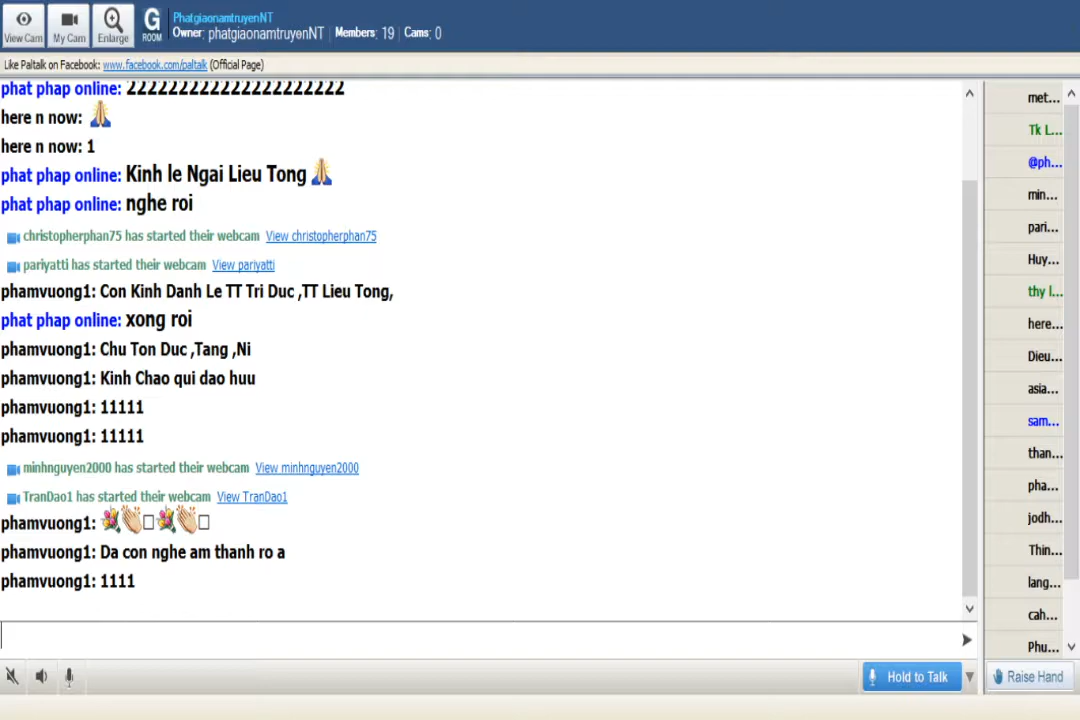 PhatgiaonamtruyenNT
Owner: phatgiaonamtruyenNT | Members: 19 | Cams: 0
View Cam
My Cam
Enlarge
G
ROOM
Like Paltalk on Facebook: www.facebook.com/paltalk (Official Page)
phat phap online: 22222222222222222222222
here n now: 🙏
here n now: 1
phat phap online: Kinh le Ngai Lieu Tong 🙏
phat phap online: nghe roi
christopherphan75 has started their webcam View christopherphan75
pariyatti has started their webcam View pariyatti
phamvuong1: Con Kinh Danh Le TT Tri Duc ,TT Lieu Tong,
phat phap online: xong roi
phamvuong1: Chu Ton Duc ,Tang ,Ni
phamvuong1: Kinh Chao qui dao huu
phamvuong1: 11111
phamvuong1: 11111
minhnguyen2000 has started their webcam View minhnguyen2000
TranDao1 has started their webcam View TranDao1
phamvuong1: 💐👏□💐👏□
phamvuong1: Da con nghe am thanh ro a
phamvuong1: 1111
met...
Tk L...
@ph...
min...
pari...
Huy...
thy l...
here...
Dieu...
asia...
sam...
than...
pha...
jodh...
Thin...
lang...
cah...
Phu...
Hold to Talk
Raise Hand